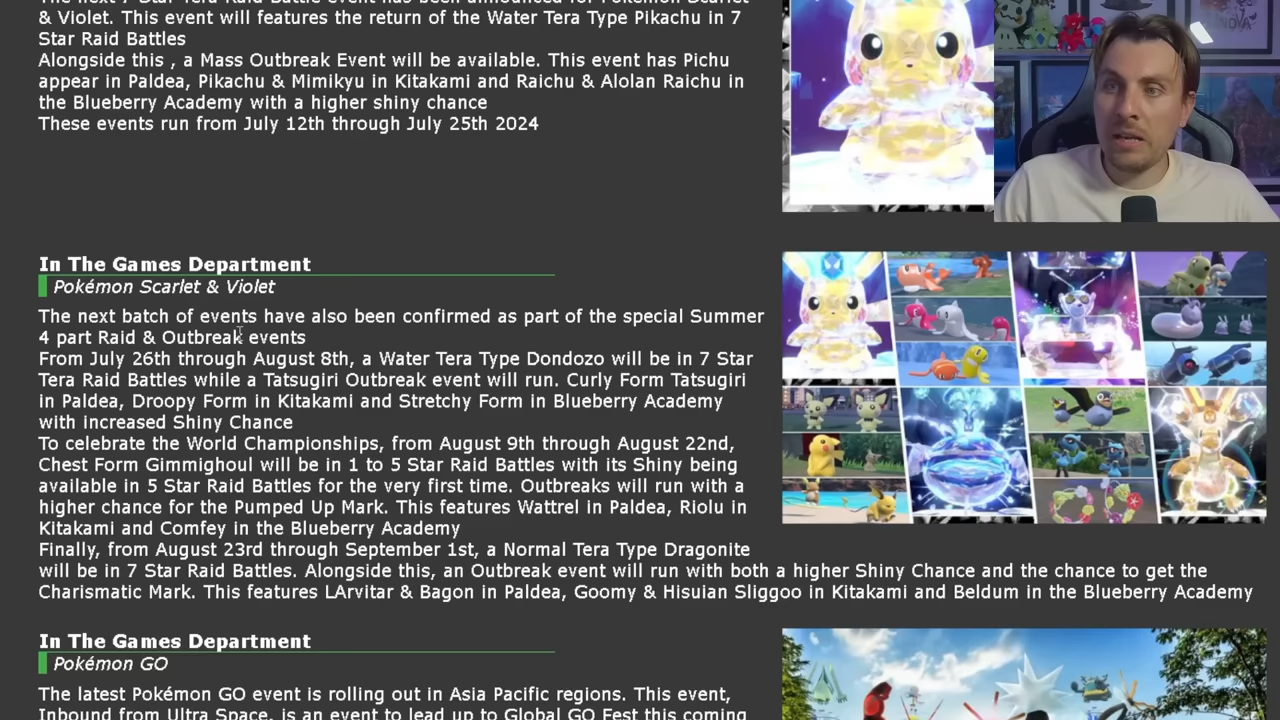 The next 7 Star Tera Raid Battle event has been announced for Pokémon Scarlet
& Violet. This event will features the return of the Water Tera Type Pikachu in 7
Star Raid Battles
Alongside this , a Mass Outbreak Event will be available. This event has Pichu
appear in Paldea, Pikachu & Mimikyu in Kitakami and Raichu & Alolan Raichu in
the Blueberry Academy with a higher shiny chance
These events run from July 12th through July 25th 2024
In The Games Department
Pokémon Scarlet & Violet
The next batch of events have also been confirmed as part of the special Summer
4 part Raid & Outbreak events
From July 26th through August 8th, a Water Tera Type Dondozo will be in 7 Star
Tera Raid Battles while a Tatsugiri Outbreak event will run. Curly Form Tatsugiri
in Paldea, Droopy Form in Kitakami and Stretchy Form in Blueberry Academy
with increased Shiny Chance
To celebrate the World Championships, from August 9th through August 22nd,
Chest Form Gimmighoul will be in 1 to 5 Star Raid Battles with its Shiny being
available in 5 Star Raid Battles for the very first time. Outbreaks will run with a
higher chance for the Pumped Up Mark. This features Wattrel in Paldea, Riolu in
Kitakami and Comfey in the Blueberry Academy
Finally, from August 23rd through September 1st, a Normal Tera Type Dragonite
will be in 7 Star Raid Battles. Alongside this, an Outbreak event will run with both a higher Shiny Chance and the chance to get the
Charismatic Mark. This features LArvitar & Bagon in Paldea, Goomy & Hisuian Sliggoo in Kitakami and Beldum in the Blueberry Academy
In The Games Department
Pokémon GO
The latest Pokémon GO event is rolling out in Asia Pacific regions. This event,
Inbound from Ultra Space, is an event to lead up to Global GO Fest this coming